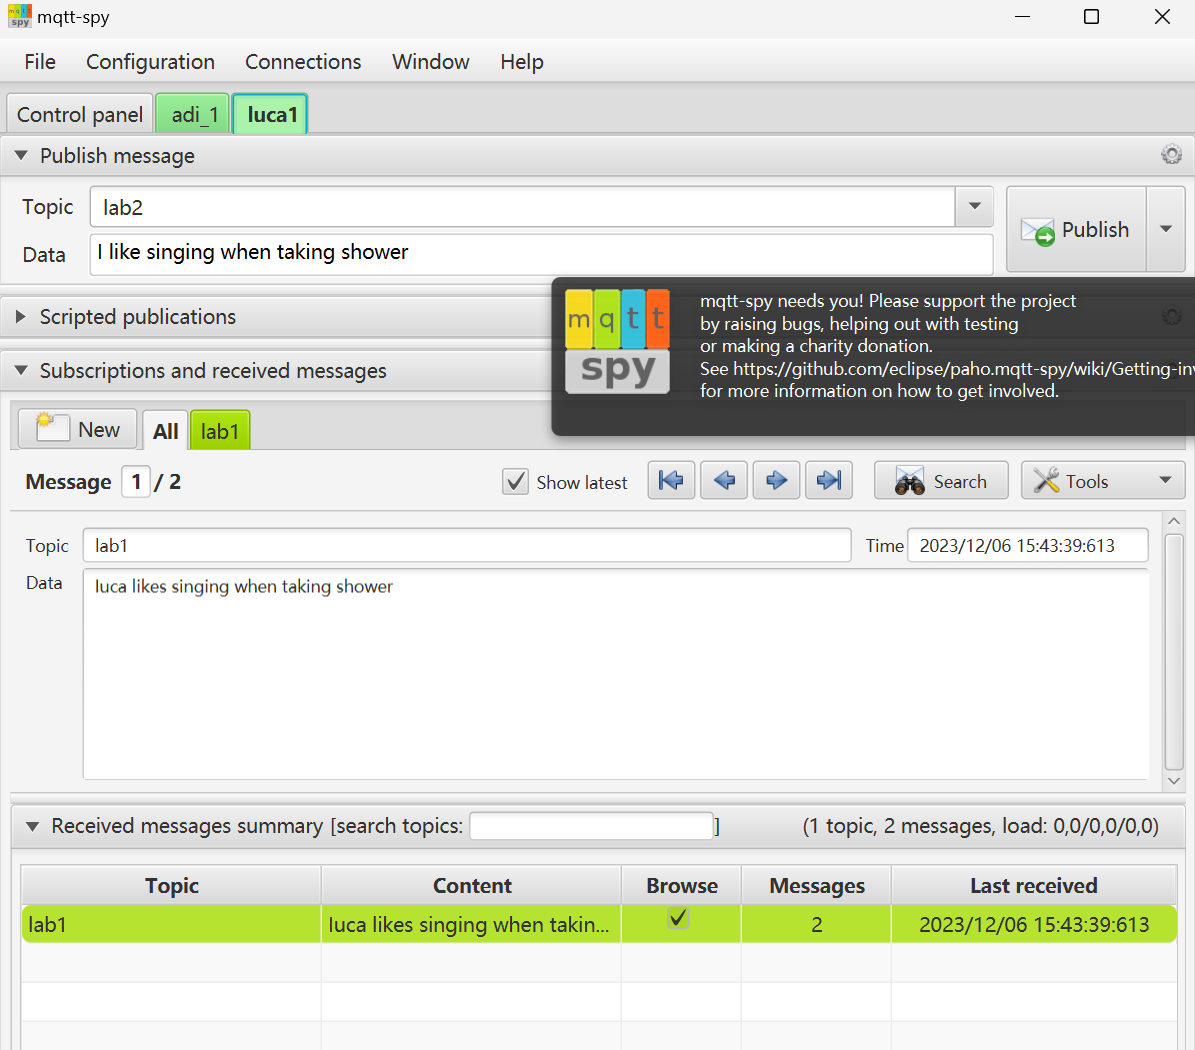 mqtt-spy
File Configuration Connections Window Help
Control panel adi_1 luca1
Publish message
Topic lab2
Publish
Data I like singing when taking shower
mqtt spy
mqtt-spy needs you! Please support the project
by raising bugs, helping out with testing
or making a charity donation.
See https://github.com/eclipse/paho.mqtt-spy/wiki/Getting-inv
for more information on how to get involved.
Scripted publications
Subscriptions and received messages
New All lab1
Message 1 / 2 Show latest Search Tools
Topic lab1 Time 2023/12/06 15:43:39:613
Data luca likes singing when taking shower
Received messages summary [search topics: ] (1 topic, 2 messages, load: 0,0/0,0/0,0)
Topic Content Browse Messages Last received
lab1 luca likes singing when takin... 2 2023/12/06 15:43:39:613